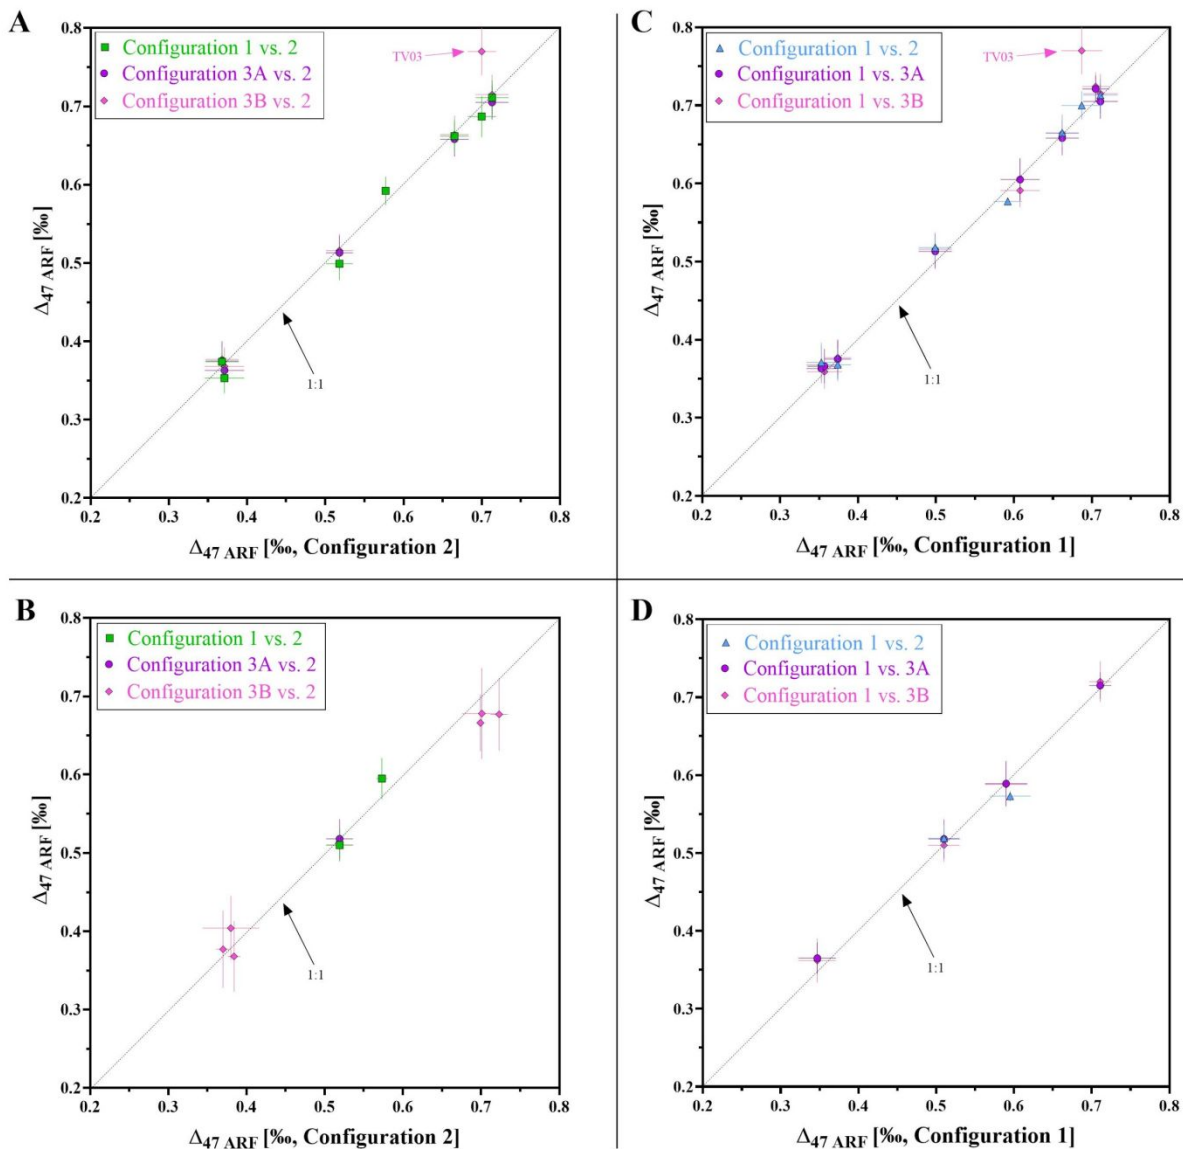 A
Configuration 1 vs. 2
Configuration 3A vs. 2
Configuration 3B vs. 2
TV03
0.8
0.7
0.6
0.5
0.4
0.3
0.2
Δ47 ARF [‰]
1:1
0.2 0.3 0.4 0.5 0.6 0.7 0.8
Δ47 ARF [‰, Configuration 2]
C
Configuration 1 vs. 2
Configuration 1 vs. 3A
Configuration 1 vs. 3B
TV03
0.8
0.7
0.6
0.5
0.4
0.3
0.2
Δ47 ARF [‰]
1:1
0.2 0.3 0.4 0.5 0.6 0.7 0.8
Δ47 ARF [‰, Configuration 1]
B
Configuration 1 vs. 2
Configuration 3A vs. 2
Configuration 3B vs. 2
0.8
0.7
0.6
0.5
0.4
0.3
0.2
Δ47 ARF [‰]
1:1
0.2 0.3 0.4 0.5 0.6 0.7 0.8
Δ47 ARF [‰, Configuration 2]
D
Configuration 1 vs. 2
Configuration 1 vs. 3A
Configuration 1 vs. 3B
0.8
0.7
0.6
0.5
0.4
0.3
0.2
Δ47 ARF [‰]
1:1
0.2 0.3 0.4 0.5 0.6 0.7 0.8
Δ47 ARF [‰, Configuration 1]